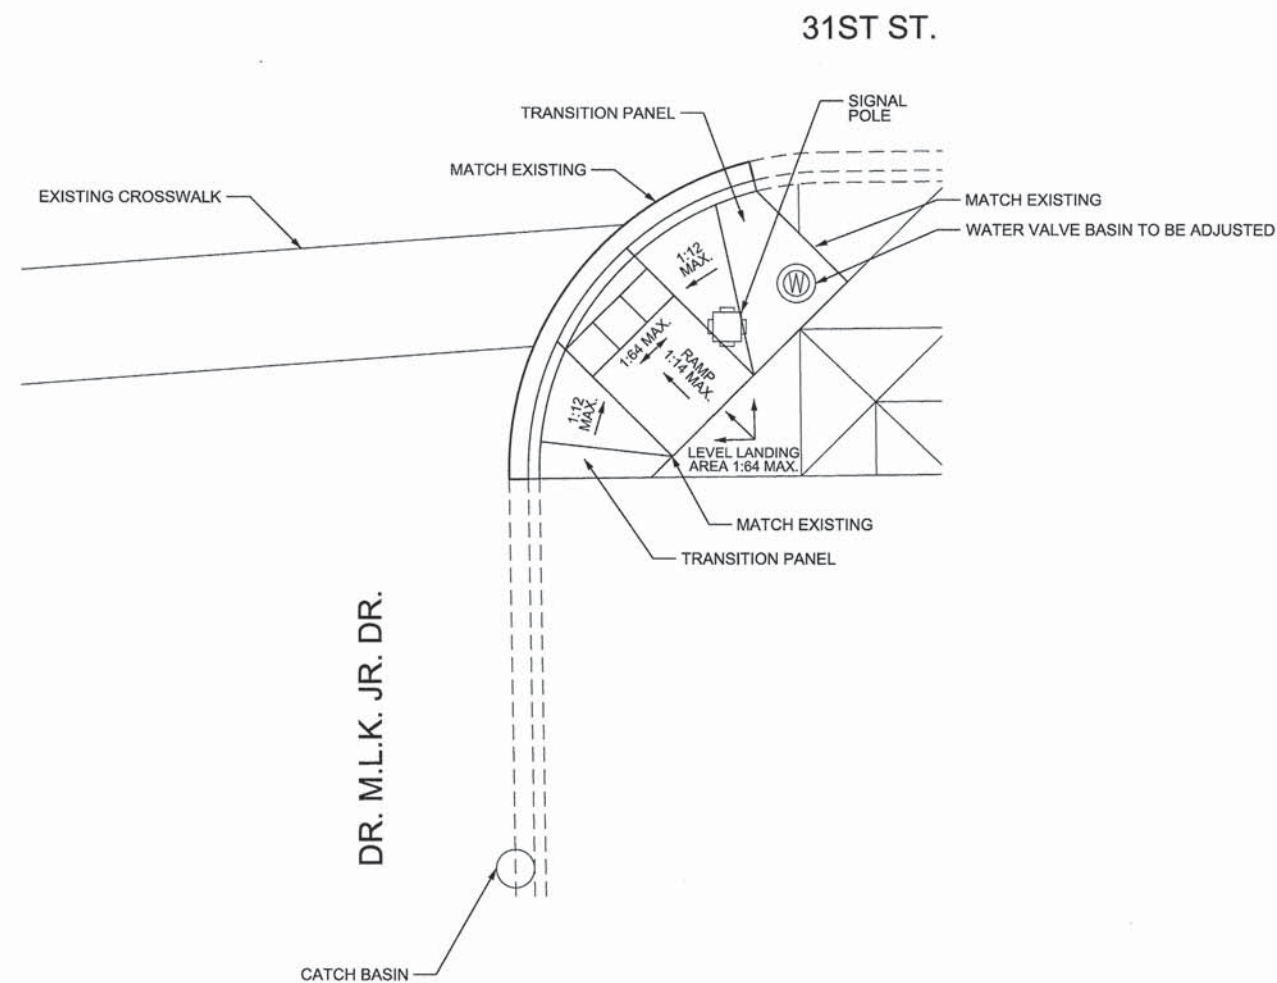 31ST ST.
SIGNAL
POLE
TRANSITION PANEL
MATCH EXISTING
EXISTING CROSSWALK
MATCH EXISTING
WATER VALVE BASIN TO BE ADJUSTED
1:12
MAX.
W
1:64 MAX.
RAMP
1:14 MAX.
1:12
MAX.
LEVEL LANDING
AREA 1:64 MAX.
MATCH EXISTING
TRANSITION PANEL
DR. M.L.K. JR. DR.
CATCH BASIN